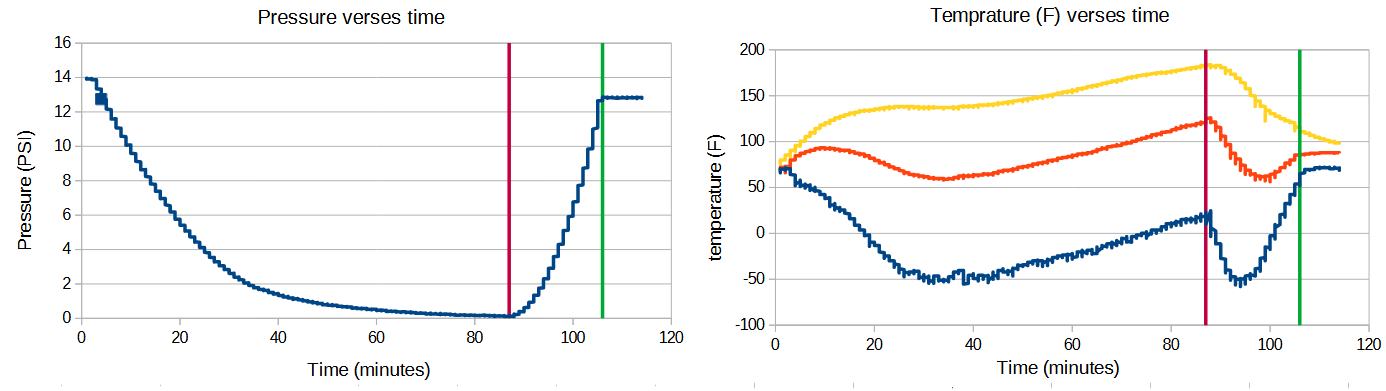 Pressure verses time
16
14
12
10
8
6
4
2
0
0 20 40 60 80 100 120
Pressure (PSI)
Time (minutes)
Temprature (F) verses time
200
150
100
50
0
-50
-100
0 20 40 60 80 100 120
temperature (F)
Time (minutes)